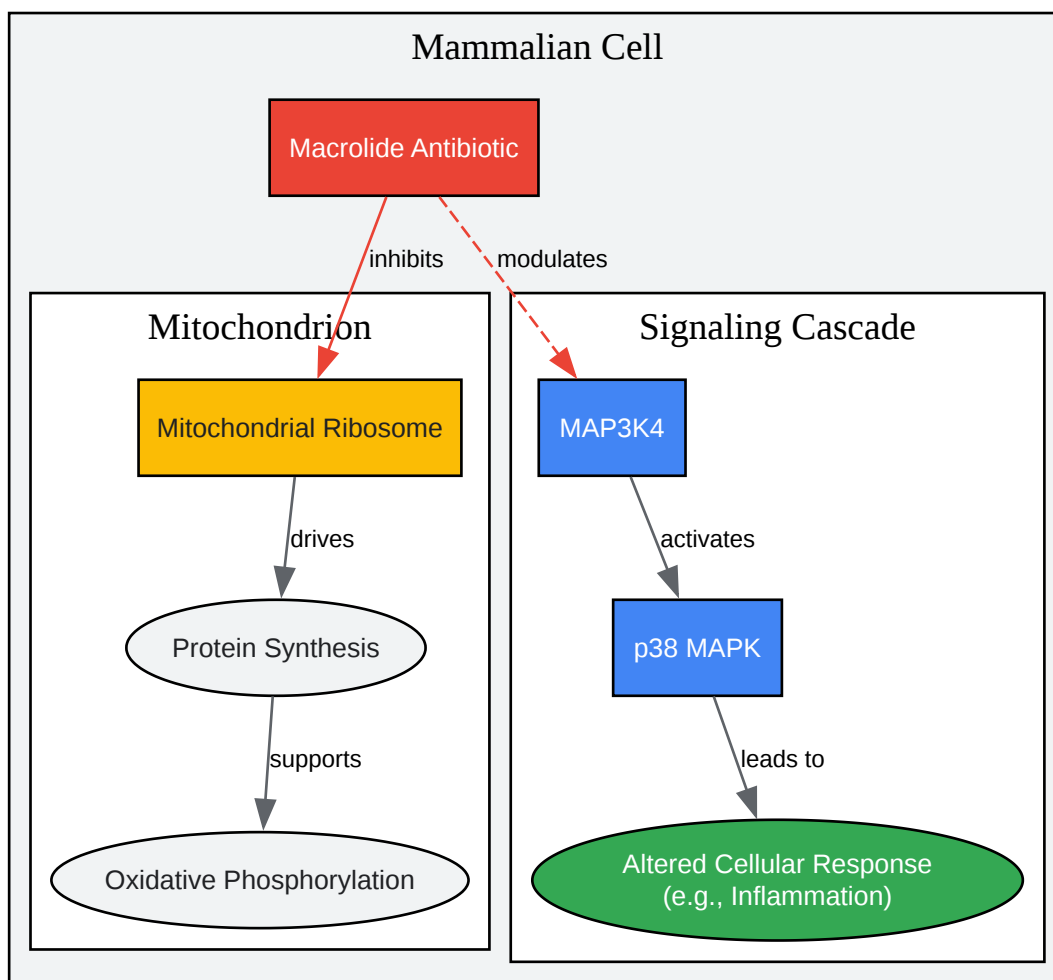 Mammalian Cell
Macrolide Antibiotic
inhibits
modulates
Mitochondrion
Signaling Cascade
Mitochondrial Ribosome
MAP3K4
drives
activates
Protein Synthesis
p38 MAPK
supports
leads to
Oxidative Phosphorylation
Altered Cellular Response
(e.g., Inflammation)